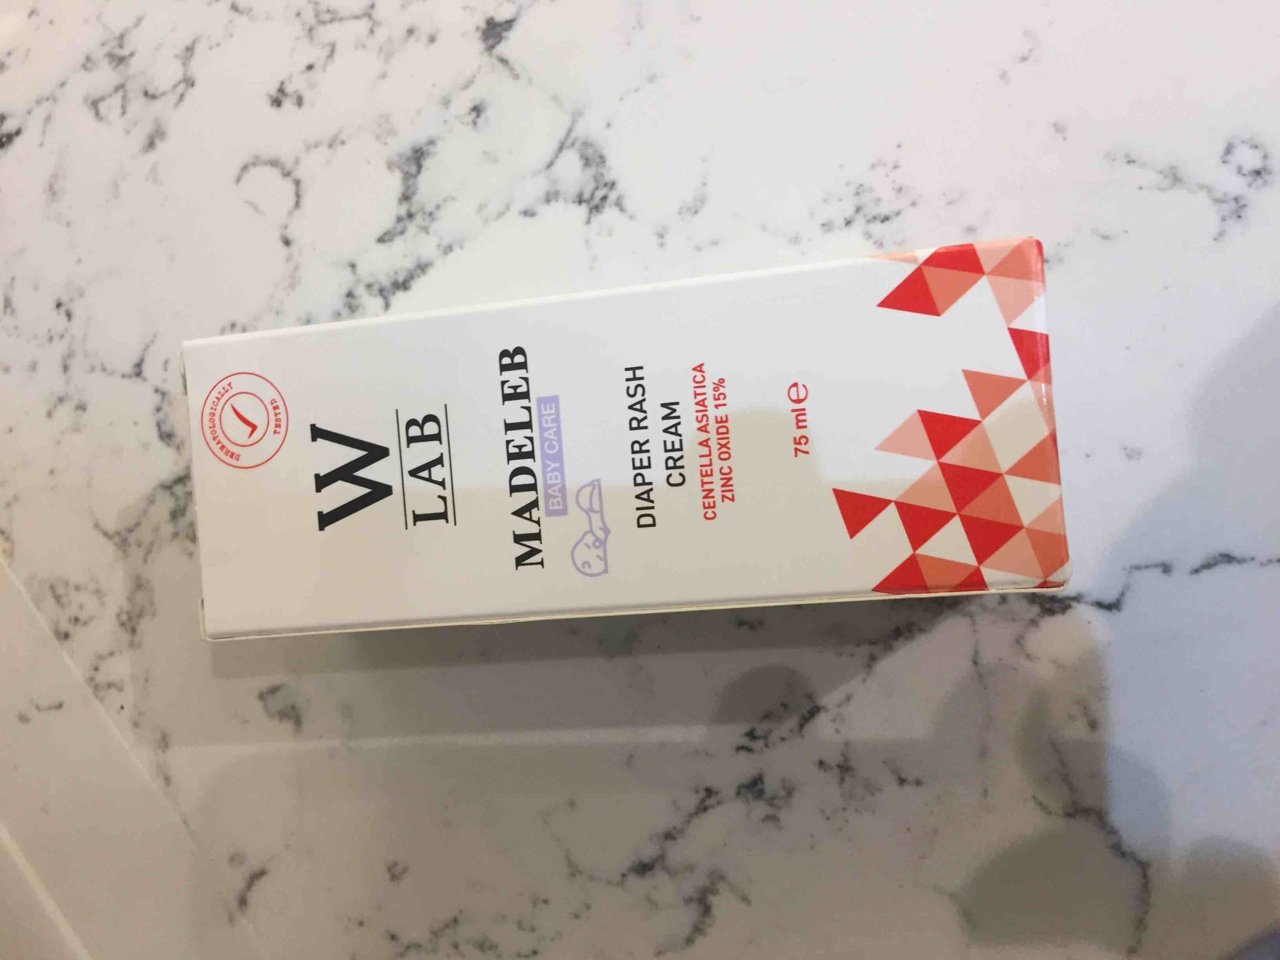 DERMATOLOGICALLY
TESTED
W
LAB
MADELEB
BABY CARE
DIAPER RASH
CREAM
CENTELLA ASIATICA
ZINC OXIDE 15%
75 ml e